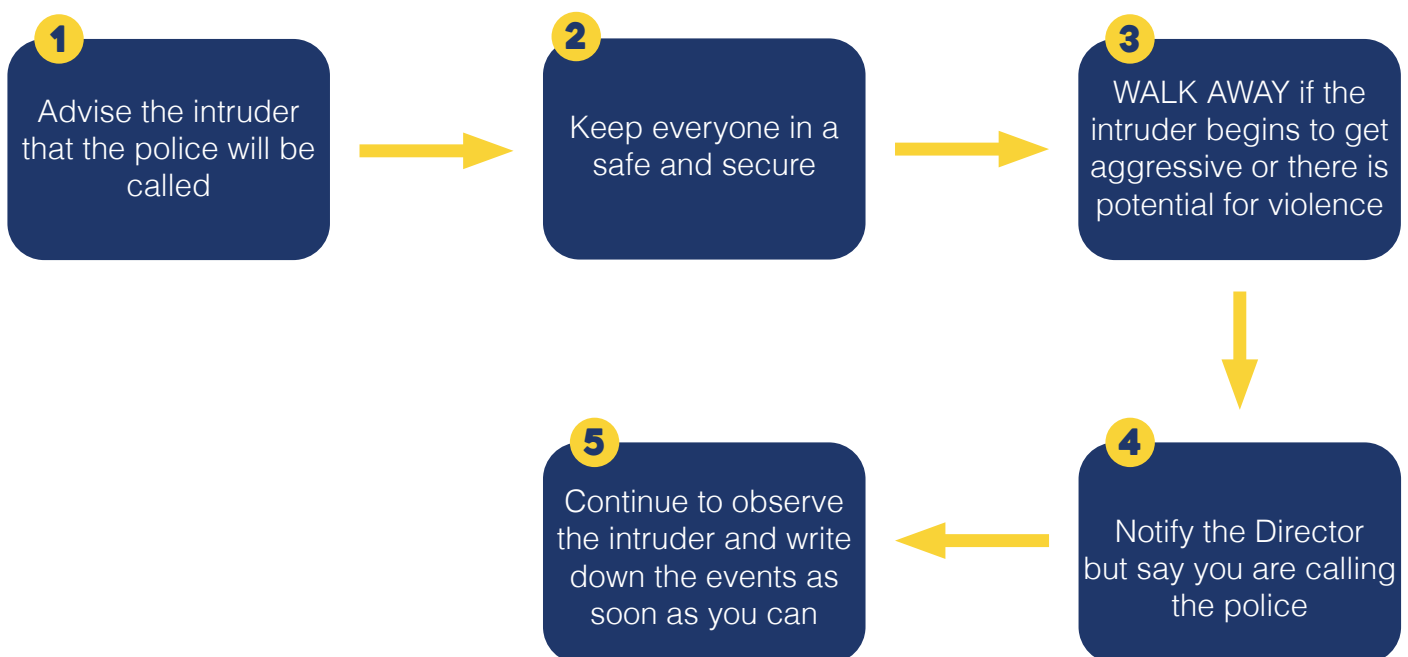 1
Advise the intruder
that the police will be
called
2
Keep everyone in a
safe and secure
3
WALK AWAY if the
intruder begins to get
aggressive or there is
potential for violence
4
Notify the Director
but say you are calling
the police
5
Continue to observe
the intruder and write
down the events as
soon as you can